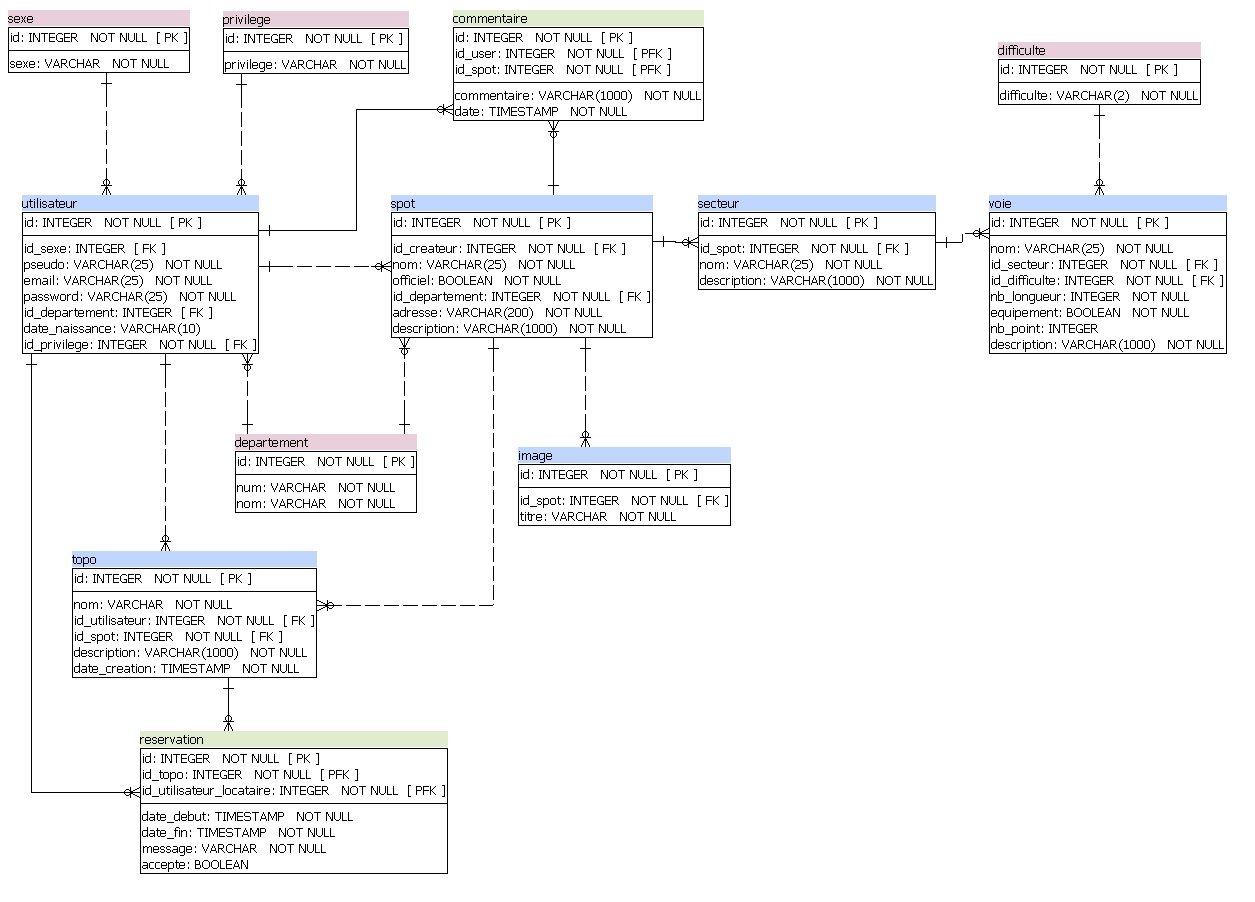 sexe
id: INTEGER NOT NULL [ PK ]
sexe: VARCHAR NOT NULL
privilege
id: INTEGER NOT NULL [ PK ]
privilege: VARCHAR NOT NULL
commentaire
id: INTEGER NOT NULL [ PK ]
id_user: INTEGER NOT NULL [ PFK ]
id_spot: INTEGER NOT NULL [ PFK ]
commentaire: VARCHAR(1000) NOT NULL
date: TIMESTAMP NOT NULL
difficulte
id: INTEGER NOT NULL [ PK ]
difficulte: VARCHAR(2) NOT NULL
utilisateur
id: INTEGER NOT NULL [ PK ]
id_sexe: INTEGER [ FK ]
pseudo: VARCHAR(25) NOT NULL
email: VARCHAR(25) NOT NULL
password: VARCHAR(25) NOT NULL
id_departement: INTEGER [ FK ]
date_naissance: VARCHAR(10)
id_privilege: INTEGER NOT NULL [ FK ]
spot
id: INTEGER NOT NULL [ PK ]
id_createur: INTEGER NOT NULL [ FK ]
nom: VARCHAR(25) NOT NULL
officiel: BOOLEAN NOT NULL
id_departement: INTEGER NOT NULL [ FK ]
adresse: VARCHAR(200) NOT NULL
description: VARCHAR(1000) NOT NULL
secteur
id: INTEGER NOT NULL [ PK ]
id_spot: INTEGER NOT NULL [ FK ]
nom: VARCHAR(25) NOT NULL
description: VARCHAR(1000) NOT NULL
voie
id: INTEGER NOT NULL [ PK ]
nom: VARCHAR(25) NOT NULL
id_secteur: INTEGER NOT NULL [ FK ]
id_difficulte: INTEGER NOT NULL [ FK ]
nb_longueur: INTEGER NOT NULL
equipement: BOOLEAN NOT NULL
nb_point: INTEGER
description: VARCHAR(1000) NOT NULL
departement
id: INTEGER NOT NULL [ PK ]
num: VARCHAR NOT NULL
nom: VARCHAR NOT NULL
image
id: INTEGER NOT NULL [ PK ]
id_spot: INTEGER NOT NULL [ FK ]
titre: VARCHAR NOT NULL
topo
id: INTEGER NOT NULL [ PK ]
nom: VARCHAR NOT NULL
id_utilisateur: INTEGER NOT NULL [ FK ]
id_spot: INTEGER NOT NULL [ FK ]
description: VARCHAR(1000) NOT NULL
date_creation: TIMESTAMP NOT NULL
reservation
id: INTEGER NOT NULL [ PK ]
id_topo: INTEGER NOT NULL [ PFK ]
id_utilisateur_locataire: INTEGER NOT NULL [ PFK ]
date_debut: TIMESTAMP NOT NULL
date_fin: TIMESTAMP NOT NULL
message: VARCHAR NOT NULL
accepte: BOOLEAN